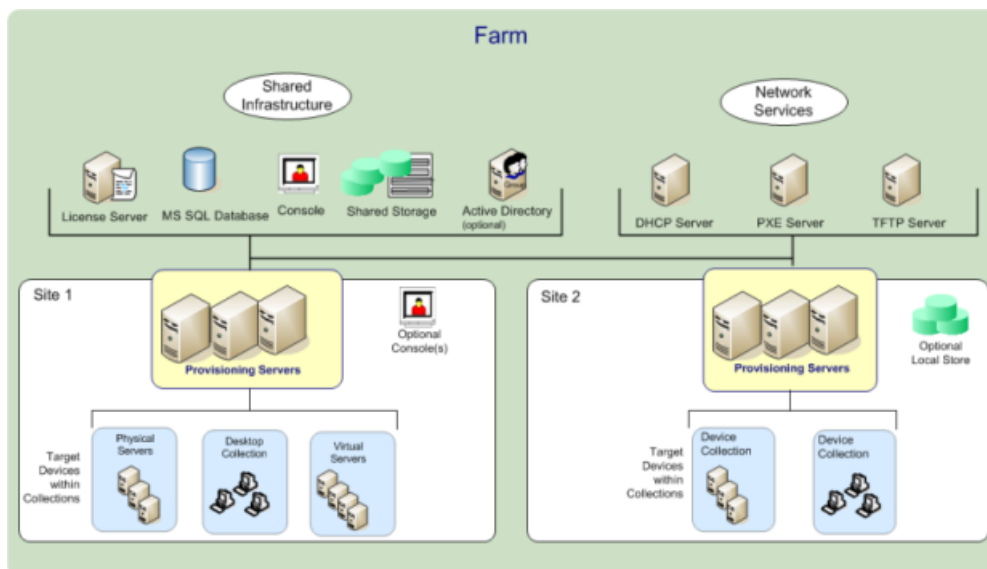 Farm
Shared
Infrastructure
Network
Services
License Server
MS SQL Database
Console
Shared Storage
Group
Active Directory
(optional)
DHCP Server
PXE Server
TFTP Server
Site 1
Optional
Console(s)
Provisioning Servers
Target
Devices
within
Collections
Physical
Servers
Desktop
Collection
Virtual
Servers
Site 2
Optional
Local Store
Provisioning Servers
Target
Devices
within
Collections
Device
Collection
Device
Collection